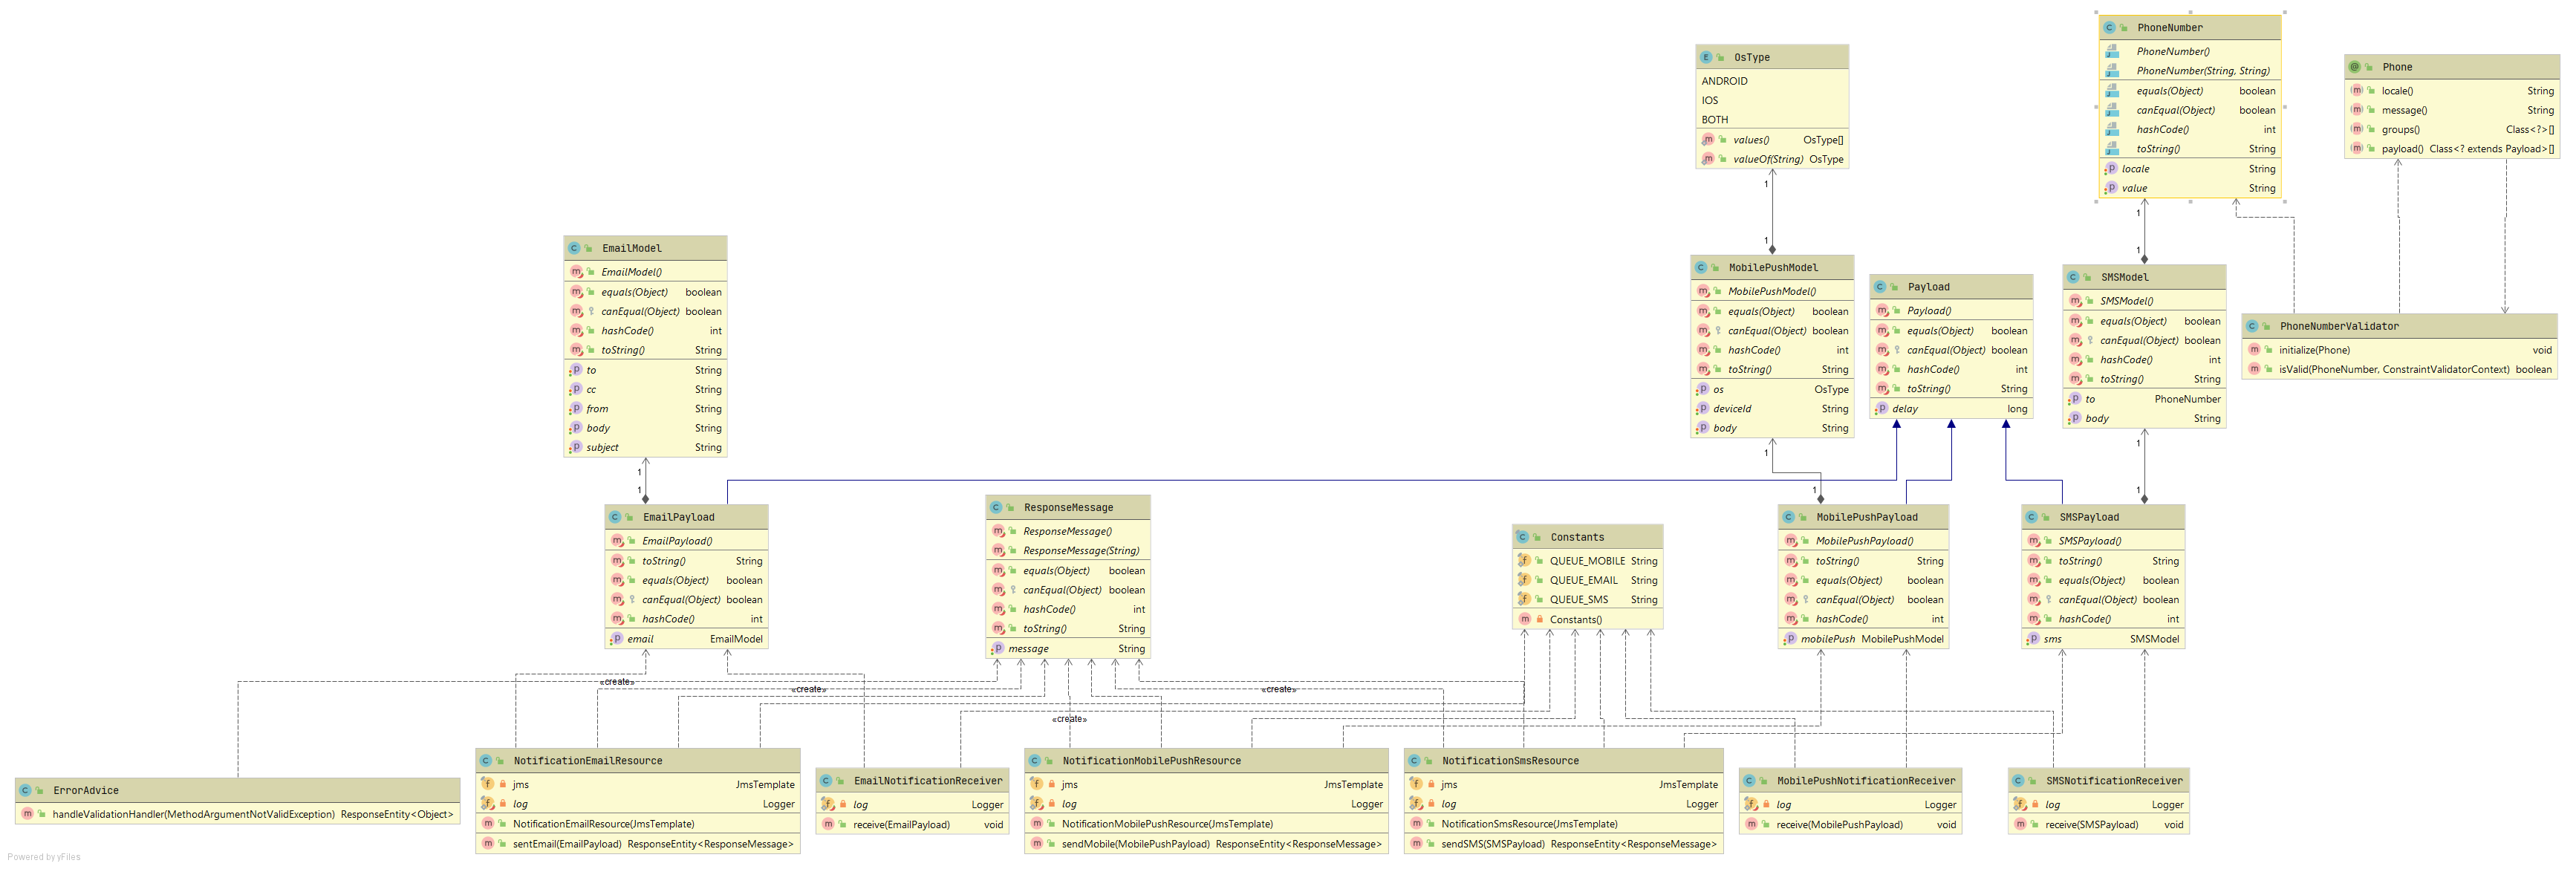 PhoneNumber
PhoneNumber()
PhoneNumber(String, String)
equals(Object) boolean
canEqual(Object) boolean
hashCode() int
toString() String
locale String
value String
OsType
ANDROID
IOS
BOTH
values() OsType[]
valueOf(String) OsType
Phone
locale() String
message() String
groups() Class<?>[]
payload() Class<? extends Payload>[]
1
1
1
1
EmailModel
EmailModel()
equals(Object) boolean
canEqual(Object) boolean
hashCode() int
toString() String
to String
cc String
from String
body String
subject String
MobilePushModel
MobilePushModel()
equals(Object) boolean
canEqual(Object) boolean
hashCode() int
toString() String
os OsType
deviceId String
body String
Payload
Payload()
equals(Object) boolean
canEqual(Object) boolean
hashCode() int
toString() String
delay long
SMSModel
SMSModel()
equals(Object) boolean
canEqual(Object) boolean
hashCode() int
toString() String
to PhoneNumber
body String
PhoneNumberValidator
initialize(Phone) void
isValid(PhoneNumber, ConstraintValidatorContext) boolean
1
1
1
1
1
1
EmailPayload
EmailPayload()
toString() String
equals(Object) boolean
canEqual(Object) boolean
hashCode() int
email EmailModel
ResponseMessage
ResponseMessage()
ResponseMessage(String)
equals(Object) boolean
canEqual(Object) boolean
hashCode() int
toString() String
message String
Constants
QUEUE_MOBILE String
QUEUE_EMAIL String
QUEUE_SMS String
Constants()
MobilePushPayload
MobilePushPayload()
toString() String
equals(Object) boolean
canEqual(Object) boolean
hashCode() int
mobilePush MobilePushModel
SMSPayload
SMSPayload()
toString() String
equals(Object) boolean
canEqual(Object) boolean
hashCode() int
sms SMSModel
«create»
«create»
«create»
«create»
ErrorAdvice
handleValidationHandler(MethodArgumentNotValidException) ResponseEntity<Object>
NotificationEmailResource
jms JmsTemplate
log Logger
NotificationEmailResource(JmsTemplate)
sentEmail(EmailPayload) ResponseEntity<ResponseMessage>
EmailNotificationReceiver
log Logger
receive(EmailPayload) void
NotificationMobilePushResource
jms JmsTemplate
log Logger
NotificationMobilePushResource(JmsTemplate)
sendMobile(MobilePushPayload) ResponseEntity<ResponseMessage>
NotificationSmsResource
jms JmsTemplate
log Logger
NotificationSmsResource(JmsTemplate)
sendSMS(SMSPayload) ResponseEntity<ResponseMessage>
MobilePushNotificationReceiver
log Logger
receive(MobilePushPayload) void
SMSNotificationReceiver
log Logger
receive(SMSPayload) void
Powered by yFiles